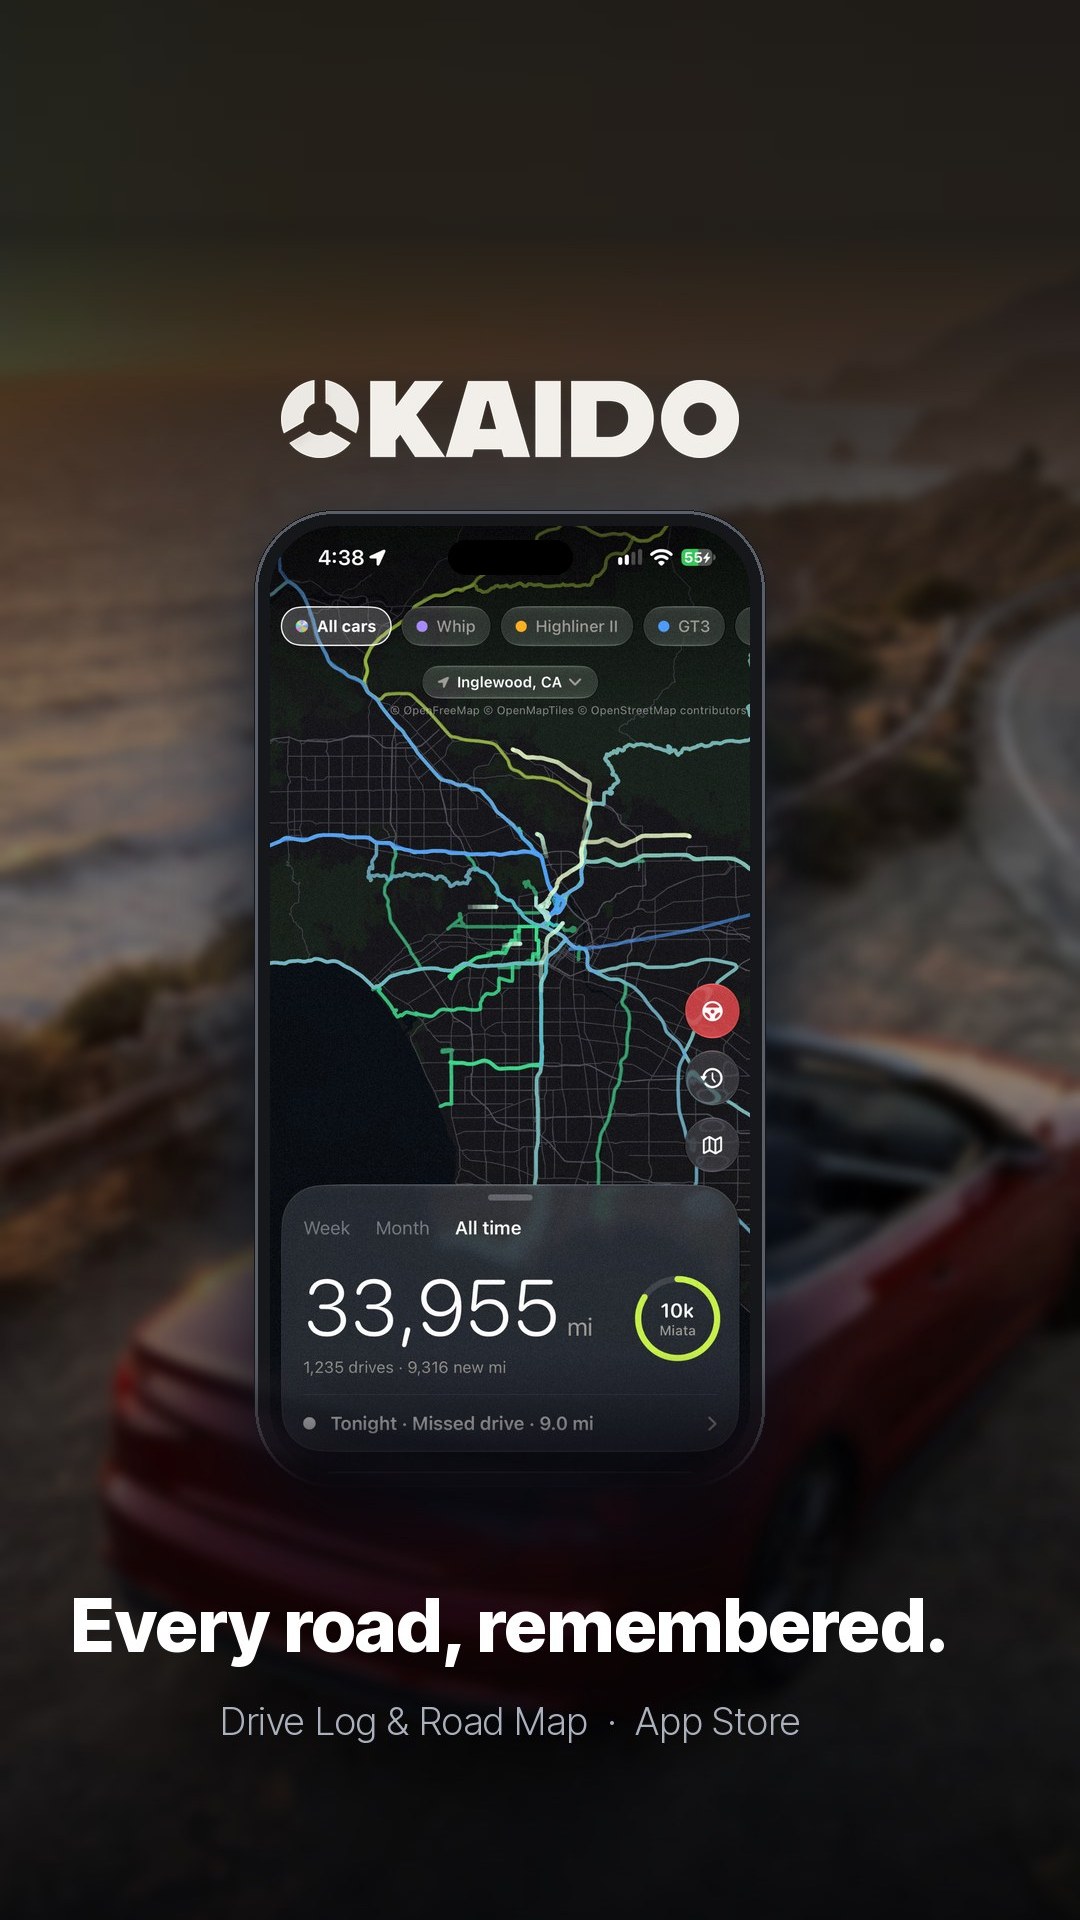 KAIDO
4:38
55
All cars
Whip
Highliner II
GT3
Inglewood, CA
© OpenFreeMap © OpenMapTiles © OpenStreetMap contributors
Week Month All time
33,955 mi
10k
Miata
1,235 drives · 9,316 new mi
Tonight · Missed drive · 9.0 mi
Every road, remembered.
Drive Log & Road Map · App Store